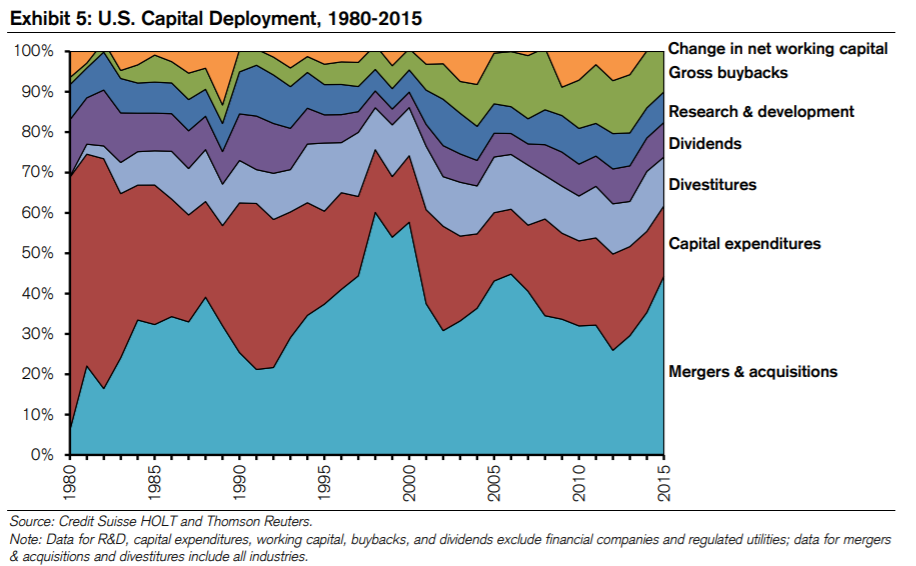 Exhibit 5: U.S. Capital Deployment, 1980-2015
100%
90%
80%
70%
60%
50%
40%
30%
20%
10%
0%
Change in net working capital
Gross buybacks
Research & development
Dividends
Divestitures
Capital expenditures
Mergers & acquisitions
1980
1985
1990
1995
2000
2005
2010
2015
Source: Credit Suisse HOLT and Thomson Reuters.
Note: Data for R&D, capital expenditures, working capital, buybacks, and dividends exclude financial companies and regulated utilities; data for mergers
& acquisitions and divestitures include all industries.